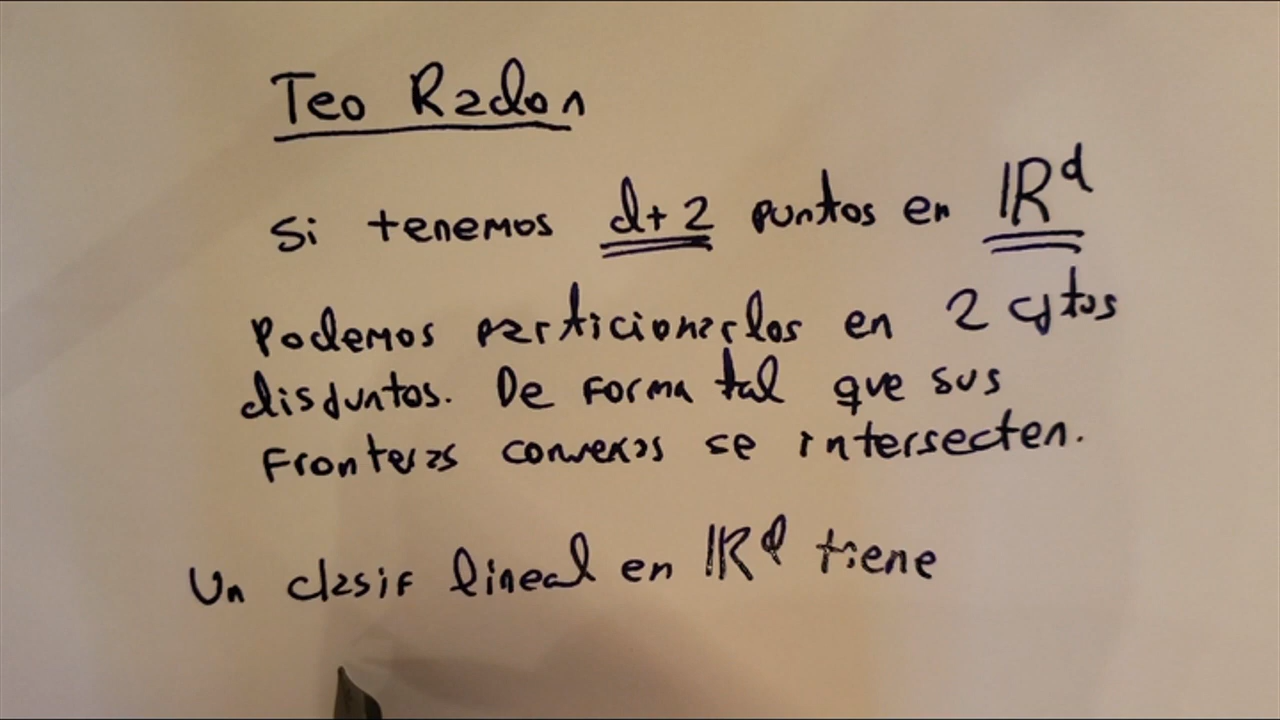 Teo Radon
Si tenemos d+2 puntos en ℝᵈ
Podemos particionarlos en 2 cjtos
disjuntos. De forma tal que sus
Fronteras convexas se intersecten.
Un clasif lineal en ℝᵈ tiene